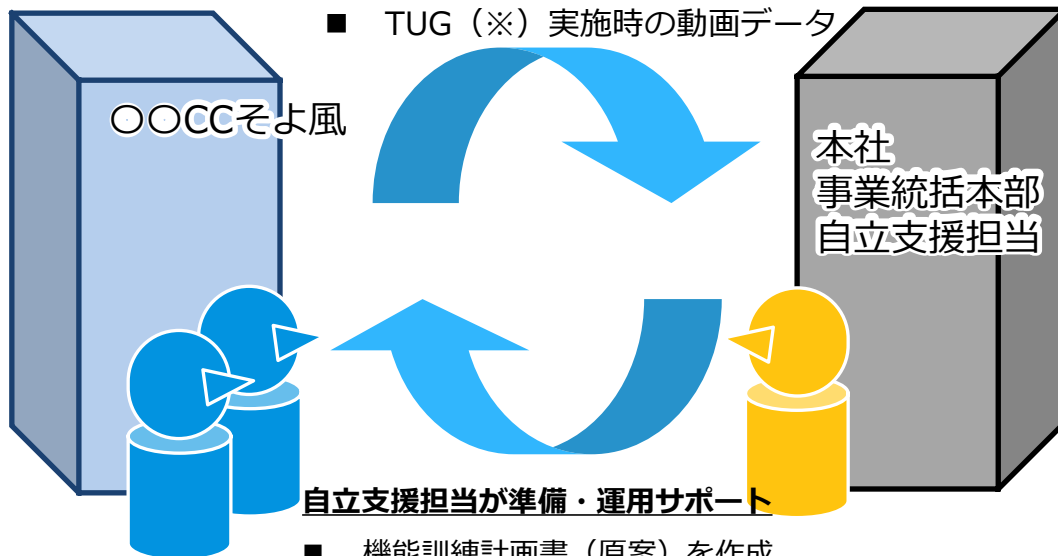 ■ TUG（※）実施時の動画データ
〇〇CCそよ風
本社
事業統括本部
自立支援担当
自立支援担当が準備・運用サポート
■ 機能訓練計画書（原案）を作成